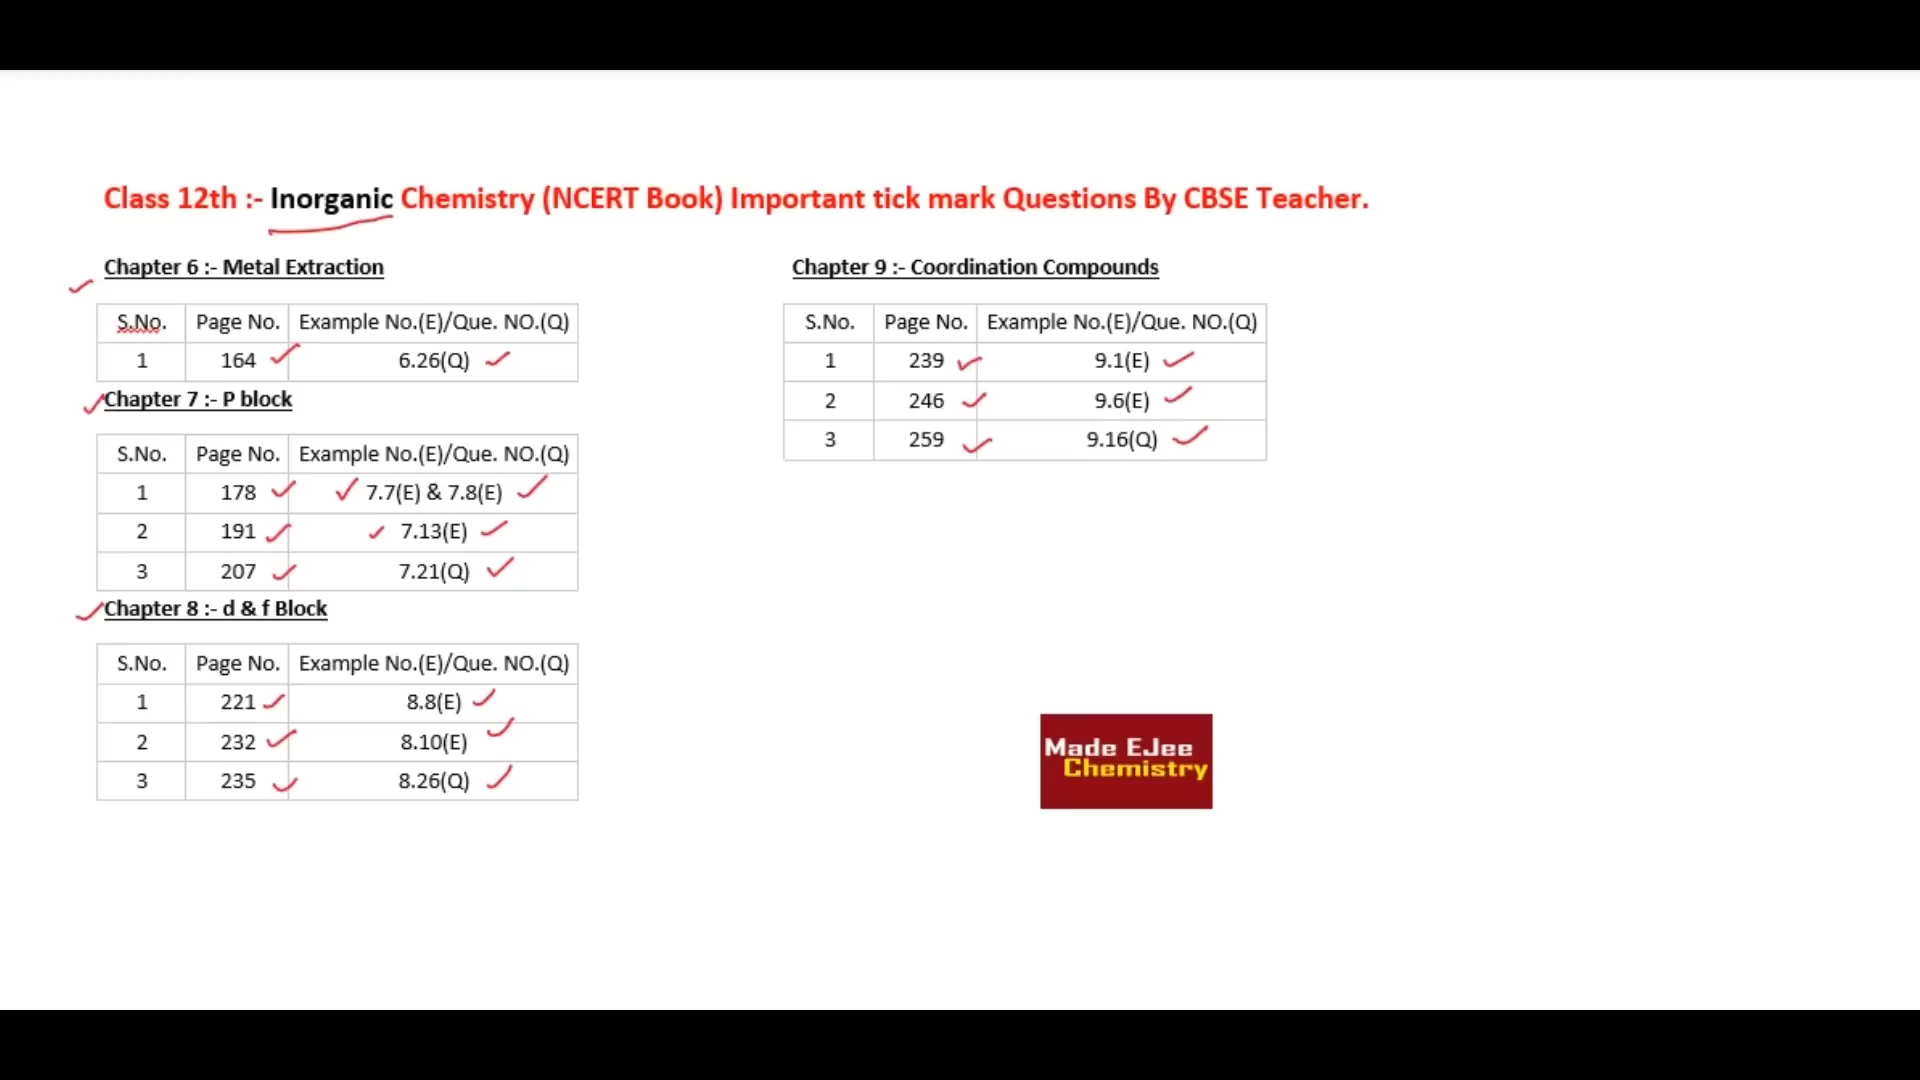 Class 12th :- Inorganic Chemistry (NCERT Book) Important tick mark Questions By CBSE Teacher.
Chapter 6 :- Metal Extraction
S.No. Page No. Example No.(E)/Que. NO.(Q)
1 164 6.26(Q)
Chapter 7 :- P block
S.No. Page No. Example No.(E)/Que. NO.(Q)
1 178 7.7(E) & 7.8(E)
2 191 7.13(E)
3 207 7.21(Q)
Chapter 8 :- d & f Block
S.No. Page No. Example No.(E)/Que. NO.(Q)
1 221 8.8(E)
2 232 8.10(E)
3 235 8.26(Q)
Chapter 9 :- Coordination Compounds
S.No. Page No. Example No.(E)/Que. NO.(Q)
1 239 9.1(E)
2 246 9.6(E)
3 259 9.16(Q)
Made EJee
Chemistry